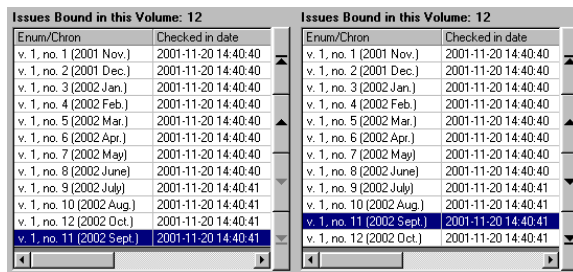 Issues Bound in this Volume: 12
Enum/Chron Checked in date
v. 1, no. 1 (2001 Nov.) 2001-11-20 14:40:40
v. 1, no. 2 (2001 Dec.) 2001-11-20 14:40:40
v. 1, no. 3 (2002 Jan.) 2001-11-20 14:40:40
v. 1, no. 4 (2002 Feb.) 2001-11-20 14:40:40
v. 1, no. 5 (2002 Mar.) 2001-11-20 14:40:40
v. 1, no. 6 (2002 Apr.) 2001-11-20 14:40:40
v. 1, no. 7 (2002 May) 2001-11-20 14:40:40
v. 1, no. 8 (2002 June) 2001-11-20 14:40:40
v. 1, no. 9 (2002 July) 2001-11-20 14:40:41
v. 1, no. 10 (2002 Aug.) 2001-11-20 14:40:41
v. 1, no. 12 (2002 Oct.) 2001-11-20 14:40:41
v. 1, no. 11 (2002 Sept.) 2001-11-20 14:40:41
Issues Bound in this Volume: 12
Enum/Chron Checked in date
v. 1, no. 1 (2001 Nov.) 2001-11-20 14:40:40
v. 1, no. 2 (2001 Dec.) 2001-11-20 14:40:40
v. 1, no. 3 (2002 Jan.) 2001-11-20 14:40:40
v. 1, no. 4 (2002 Feb.) 2001-11-20 14:40:40
v. 1, no. 5 (2002 Mar.) 2001-11-20 14:40:40
v. 1, no. 6 (2002 Apr.) 2001-11-20 14:40:40
v. 1, no. 7 (2002 May) 2001-11-20 14:40:40
v. 1, no. 8 (2002 June) 2001-11-20 14:40:40
v. 1, no. 9 (2002 July) 2001-11-20 14:40:41
v. 1, no. 10 (2002 Aug.) 2001-11-20 14:40:41
v. 1, no. 11 (2002 Sept.) 2001-11-20 14:40:41
v. 1, no. 12 (2002 Oct.) 2001-11-20 14:40:41